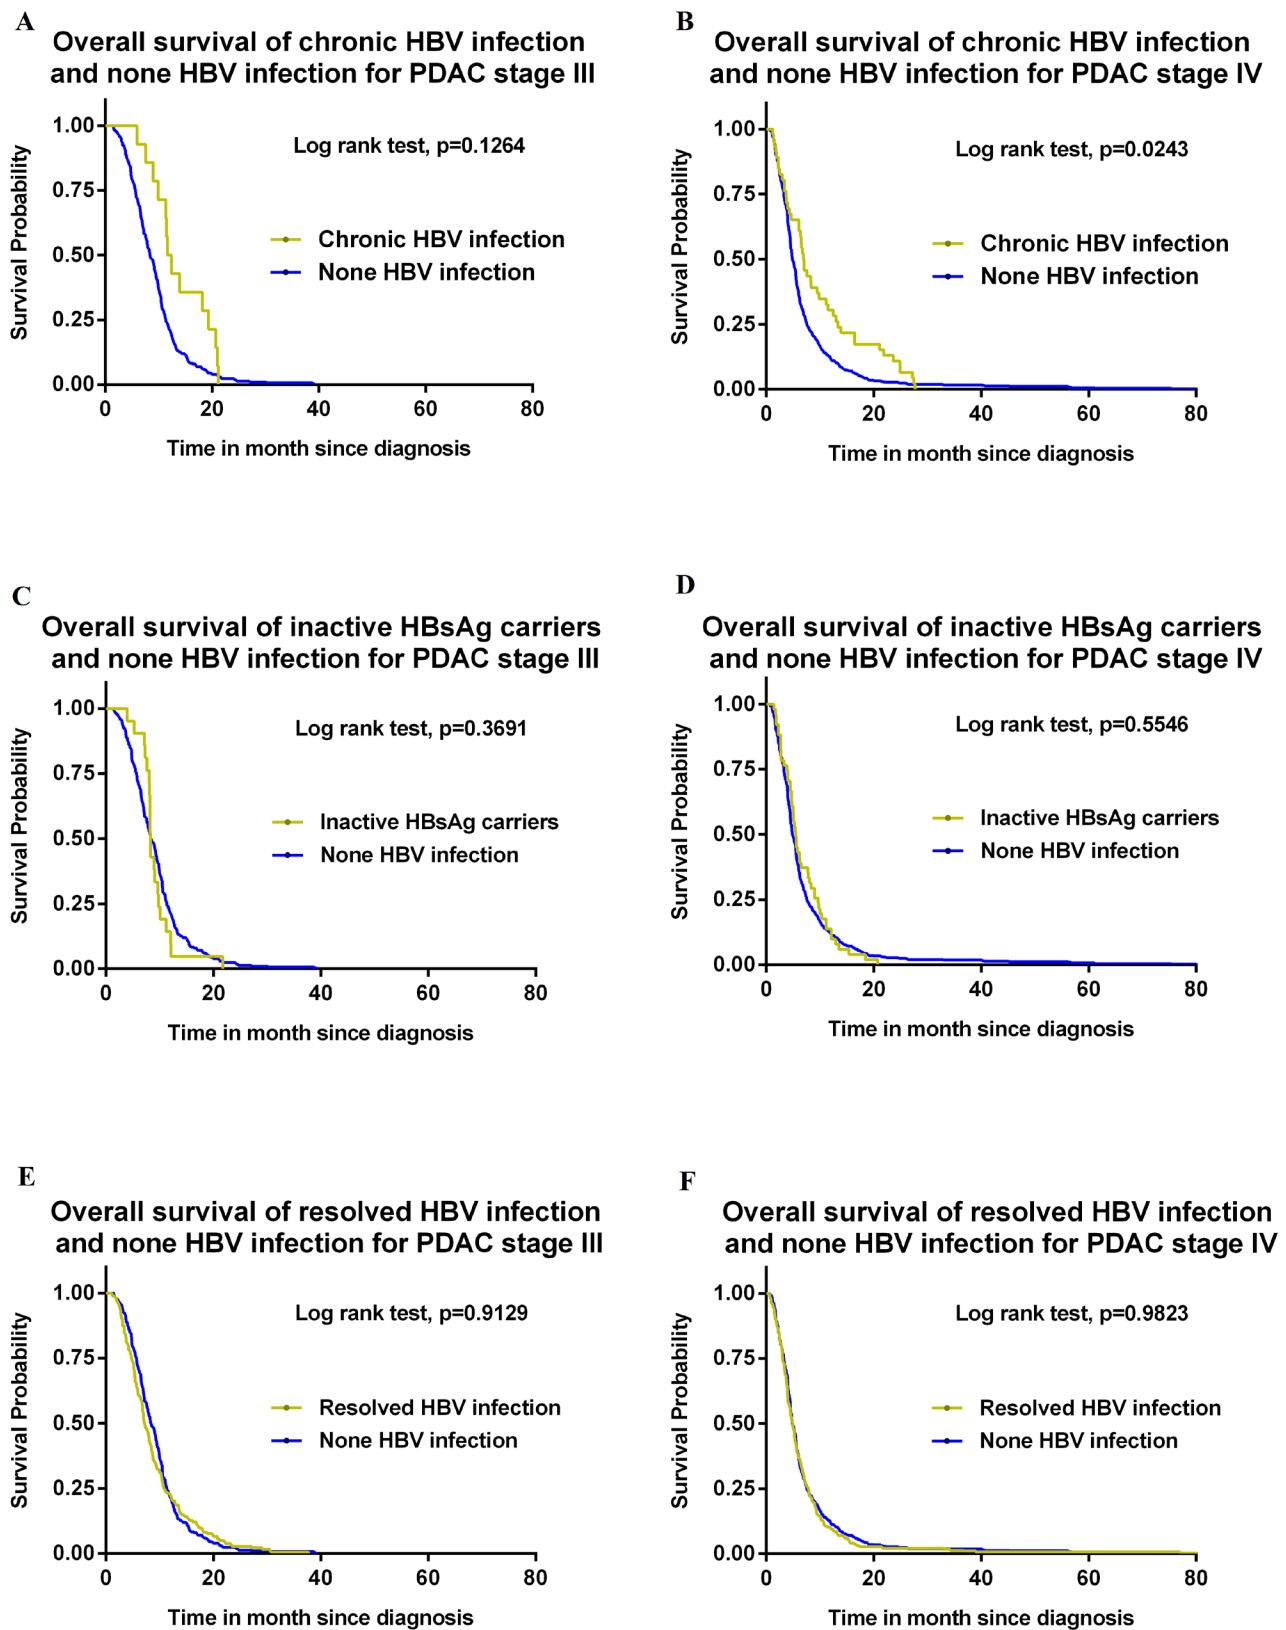 A
Overall survival of chronic HBV infection
and none HBV infection for PDAC stage III
Log rank test, p=0.1264
Chronic HBV infection
None HBV infection
Survival Probability
1.00
0.75
0.50
0.25
0.00
0 20 40 60 80
Time in month since diagnosis
B
Overall survival of chronic HBV infection
and none HBV infection for PDAC stage IV
Log rank test, p=0.0243
Chronic HBV infection
None HBV infection
Survival Probability
1.00
0.75
0.50
0.25
0.00
0 20 40 60 80
Time in month since diagnosis
C
Overall survival of inactive HBsAg carriers
and none HBV infection for PDAC stage III
Log rank test, p=0.3691
Inactive HBsAg carriers
None HBV infection
Survival Probability
1.00
0.75
0.50
0.25
0.00
0 20 40 60 80
Time in month since diagnosis
D
Overall survival of inactive HBsAg carriers
and none HBV infection for PDAC stage IV
Log rank test, p=0.5546
Inactive HBsAg carriers
None HBV infection
Survival Probability
1.00
0.75
0.50
0.25
0.00
0 20 40 60 80
Time in month since diagnosis
E
Overall survival of resolved HBV infection
and none HBV infection for PDAC stage III
Log rank test, p=0.9129
Resolved HBV infection
None HBV infection
Survival Probability
1.00
0.75
0.50
0.25
0.00
0 20 40 60 80
Time in month since diagnosis
F
Overall survival of resolved HBV infection
and none HBV infection for PDAC stage IV
Log rank test, p=0.9823
Resolved HBV infection
None HBV infection
Survival Probability
1.00
0.75
0.50
0.25
0.00
0 20 40 60 80
Time in month since diagnosis